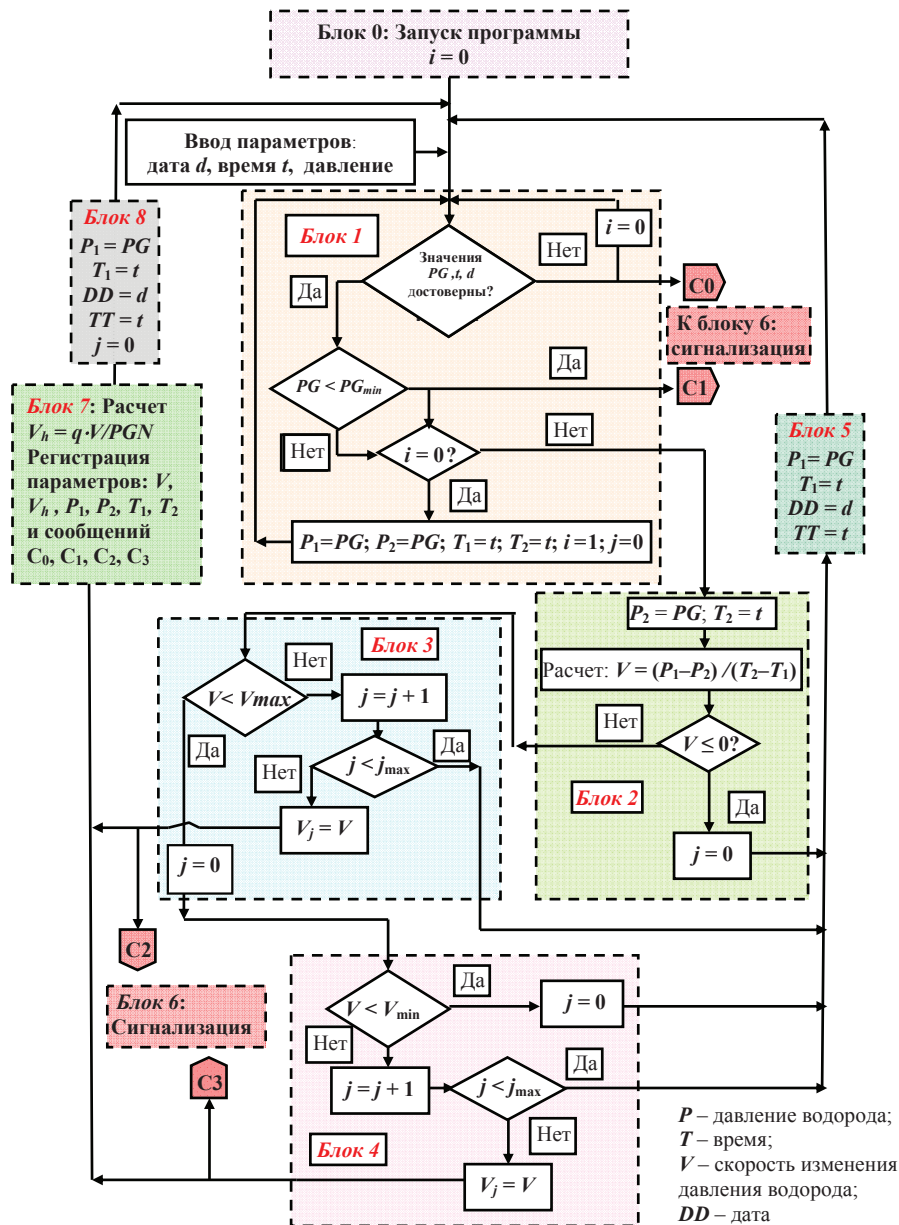 Блок 0: Запуск программы
i = 0
Ввод параметров:
дата d, время t, давление
Блок 8
P₁ = PG
T₁ = t
DD = d
TT = t
j = 0
Блок 1
i = 0
Значения
PG ,t, d
достоверны?
Нет
Да
C0
К блоку 6:
сигнализация
PG < PGmin
Да
C1
Нет
i = 0?
Нет
Да
P₁=PG; P₂=PG; T₁= t; T₂= t; i=1; j=0
Блок 7: Расчет
Vh = q·V/PGN
Регистрация
параметров: V,
Vh , P₁, P₂, T₁, T₂
и сообщений
C₀, C₁, C₂, C₃
Блок 5
P₁= PG
T₁= t
DD = d
TT = t
P₂ = PG; T₂ = t
Расчет: V = (P₁–P₂) /(T₂–T₁)
V ≤ 0?
Нет
Да
Блок 2
j = 0
Блок 3
V< Vmax
Нет
j = j + 1
Да
j < jmax
Да
Нет
Vj = V
j = 0
C2
Блок 6:
Сигнализация
C3
V < Vmin
Да
j = 0
Нет
j = j + 1
j < jmax
Да
Нет
Блок 4
Vj = V
P – давление водорода;
T – время;
V – скорость изменения
давления водорода;
DD – дата